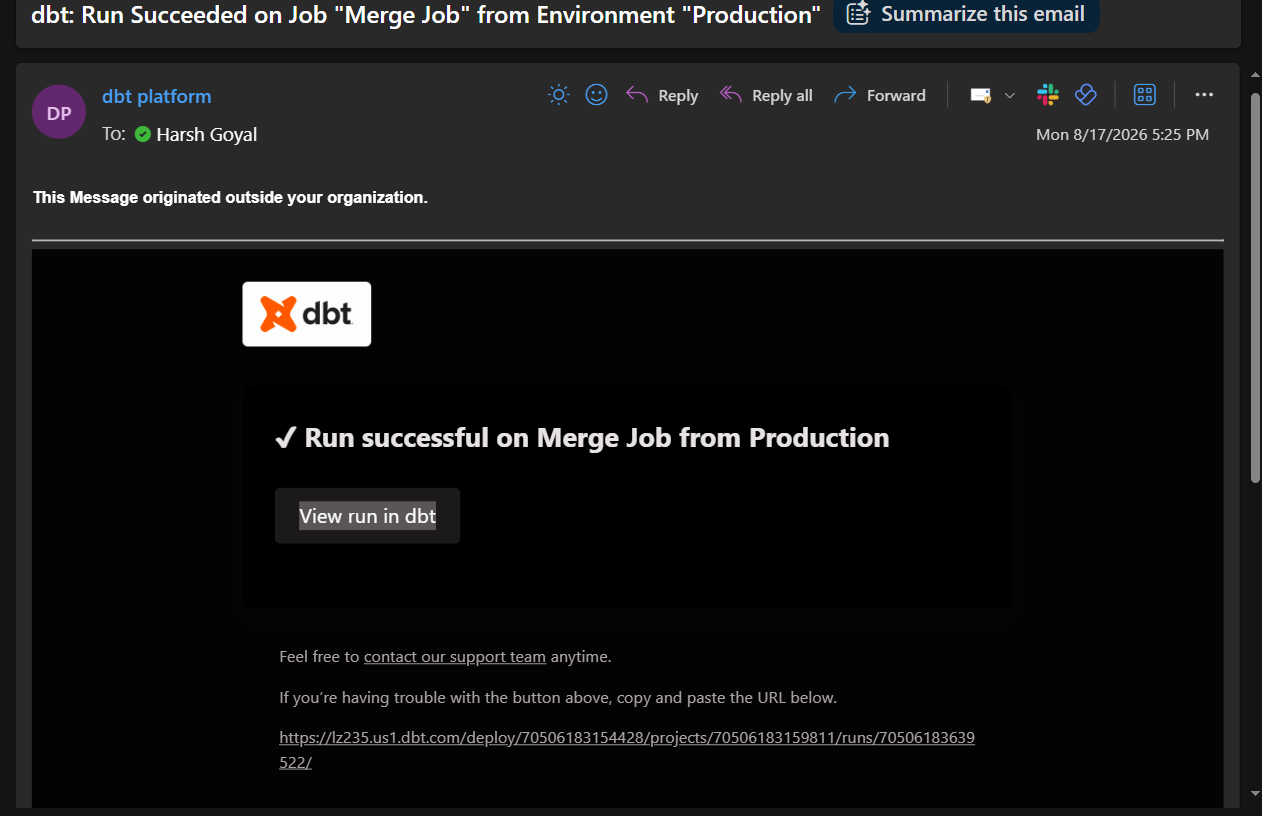 dbt: Run Succeeded on Job "Merge Job" from Environment "Production"
Summarize this email
DP
dbt platform
Reply
Reply all
Forward
To: Harsh Goyal
Mon 8/17/2026 5:25 PM
This Message originated outside your organization.
dbt
✓ Run successful on Merge Job from Production
View run in dbt
Feel free to contact our support team anytime.
If you're having trouble with the button above, copy and paste the URL below.
https://lz235.us1.dbt.com/deploy/70506183154428/projects/70506183159811/runs/70506183639
522/